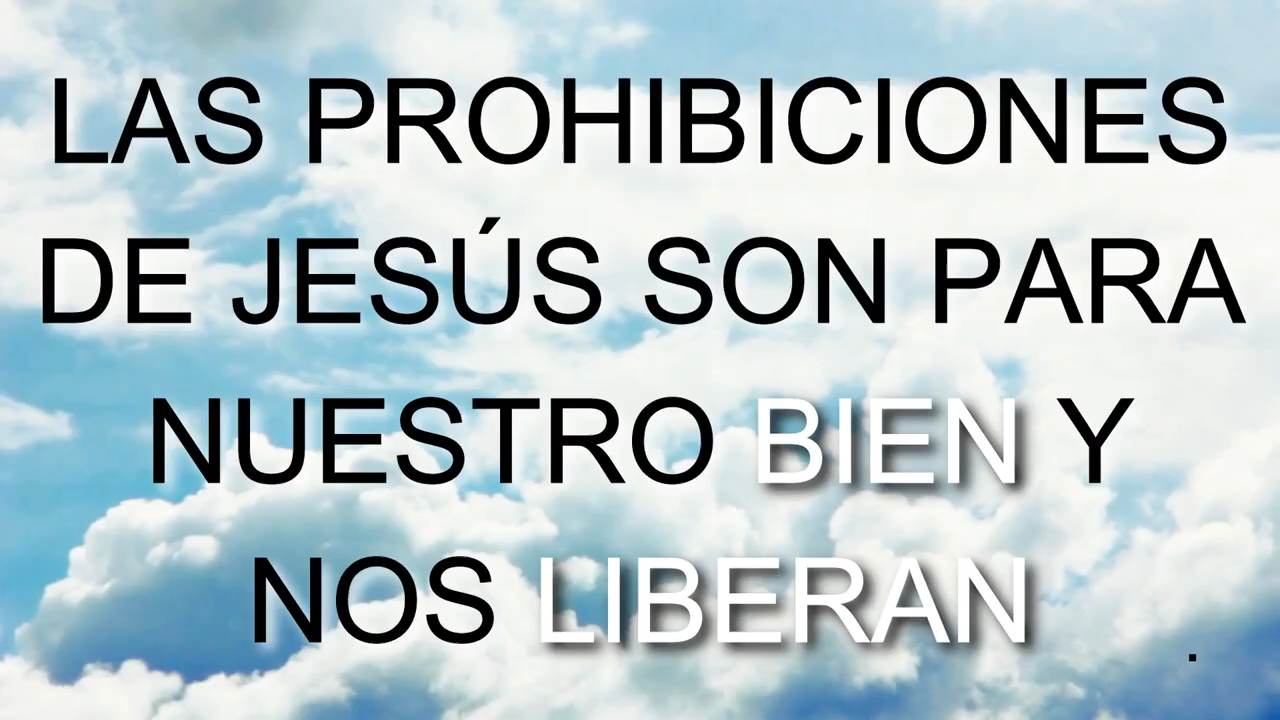 LAS PROHIBICIONES
DE JESÚS SON PARA
NUESTRO BIEN Y
NOS LIBERAN
.